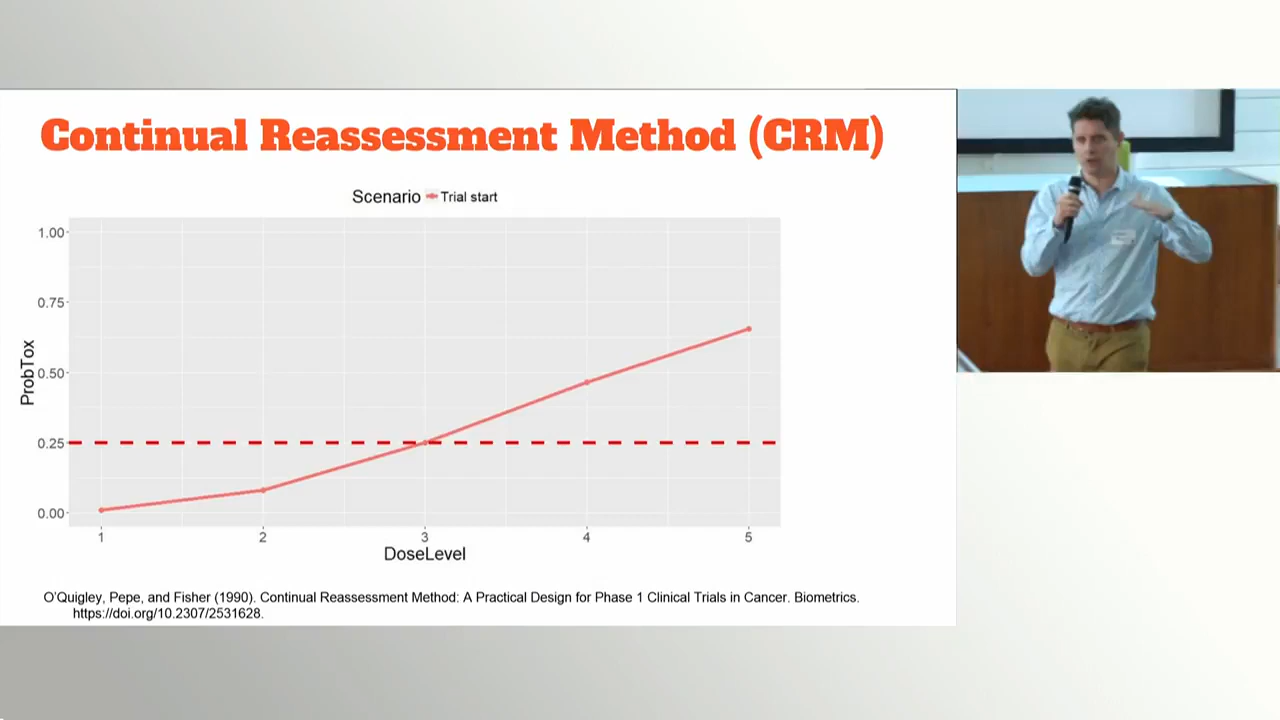 Continual Reassessment Method (CRM)
Scenario Trial start
1.00
0.75
0.50
0.25
0.00
ProbTox
1 2 3 4 5
DoseLevel
O'Quigley, Pepe, and Fisher (1990). Continual Reassessment Method: A Practical Design for Phase 1 Clinical Trials in Cancer. Biometrics.
https://doi.org/10.2307/2531628.